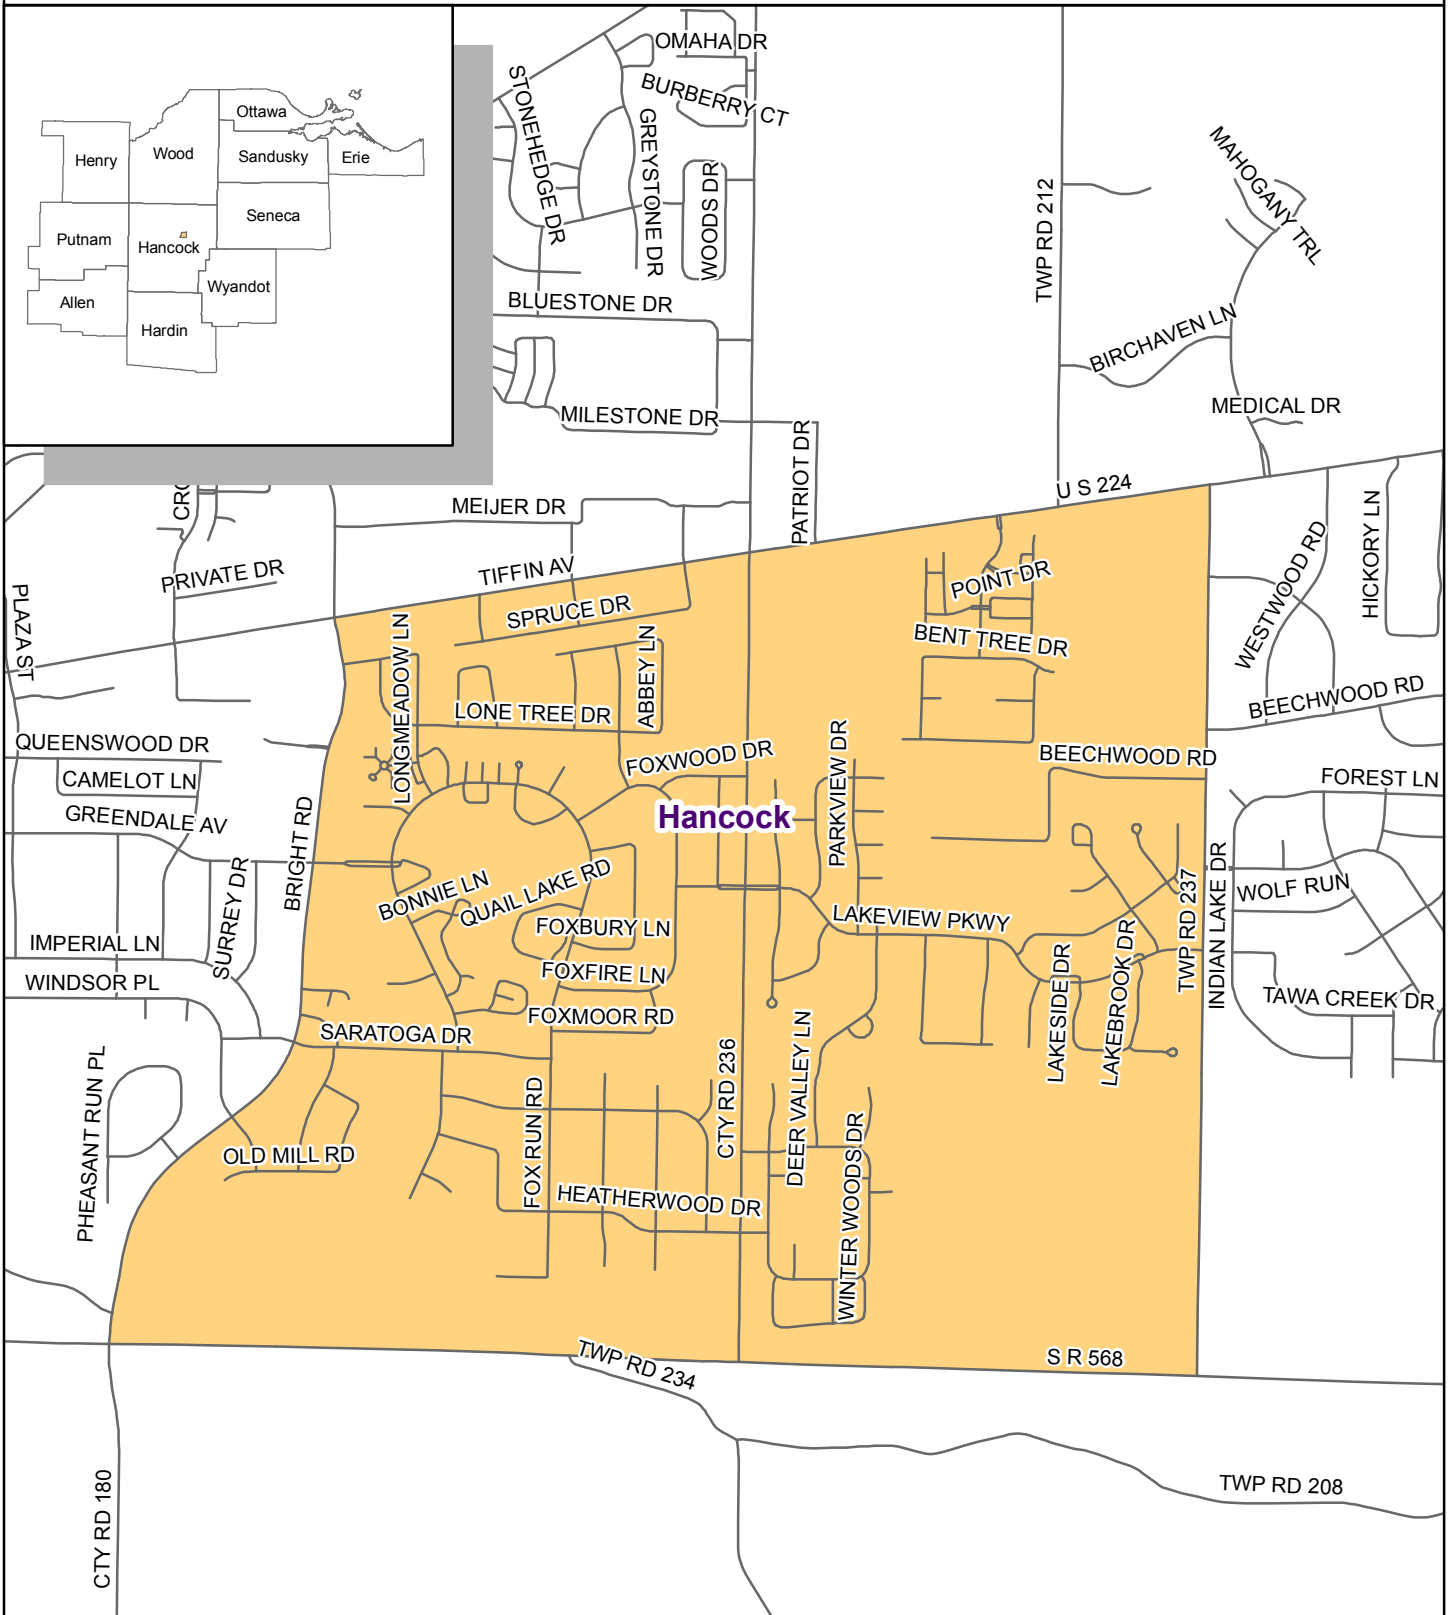 Ottawa
Henry
Wood
Sandusky
Erie
Seneca
Putnam
Hancock
Wyandot
Allen
Hardin
OMAHA DR
BURBERRY CT
STONEHEDGE DR
GREYSTONE DR
WOODS DR
TWP RD 212
MAHOGANY TRL
BLUESTONE DR
BIRCHAVEN LN
MILESTONE DR
MEDICAL DR
PATRIOT DR
U S 224
CRO
MEIJER DR
HICKORY LN
WESTWOOD RD
PRIVATE DR
TIFFIN AV
POINT DR
PLAZA ST
SPRUCE DR
BENT TREE DR
LONGMEADOW LN
ABBEY LN
LONE TREE DR
BEECHWOOD RD
QUEENSWOOD DR
FOXWOOD DR
PARKVIEW DR
BEECHWOOD RD
CAMELOT LN
FOREST LN
GREENDALE AV
Hancock
BRIGHT RD
SURREY DR
BONNIE LN
QUAIL LAKE RD
TWP RD 237
INDIAN LAKE DR
WOLF RUN
LAKEVIEW PKWY
FOXBURY LN
IMPERIAL LN
FOXFIRE LN
WINDSOR PL
LAKESIDE DR
LAKEBROOK DR
TAWA CREEK DR
FOXMOOR RD
SARATOGA DR
CTY RD 236
DEER VALLEY LN
PHEASANT RUN PL
FOX RUN RD
OLD MILL RD
HEATHERWOOD DR
WINTER WOODS DR
S R 568
TWP RD 234
CTY RD 180
TWP RD 208